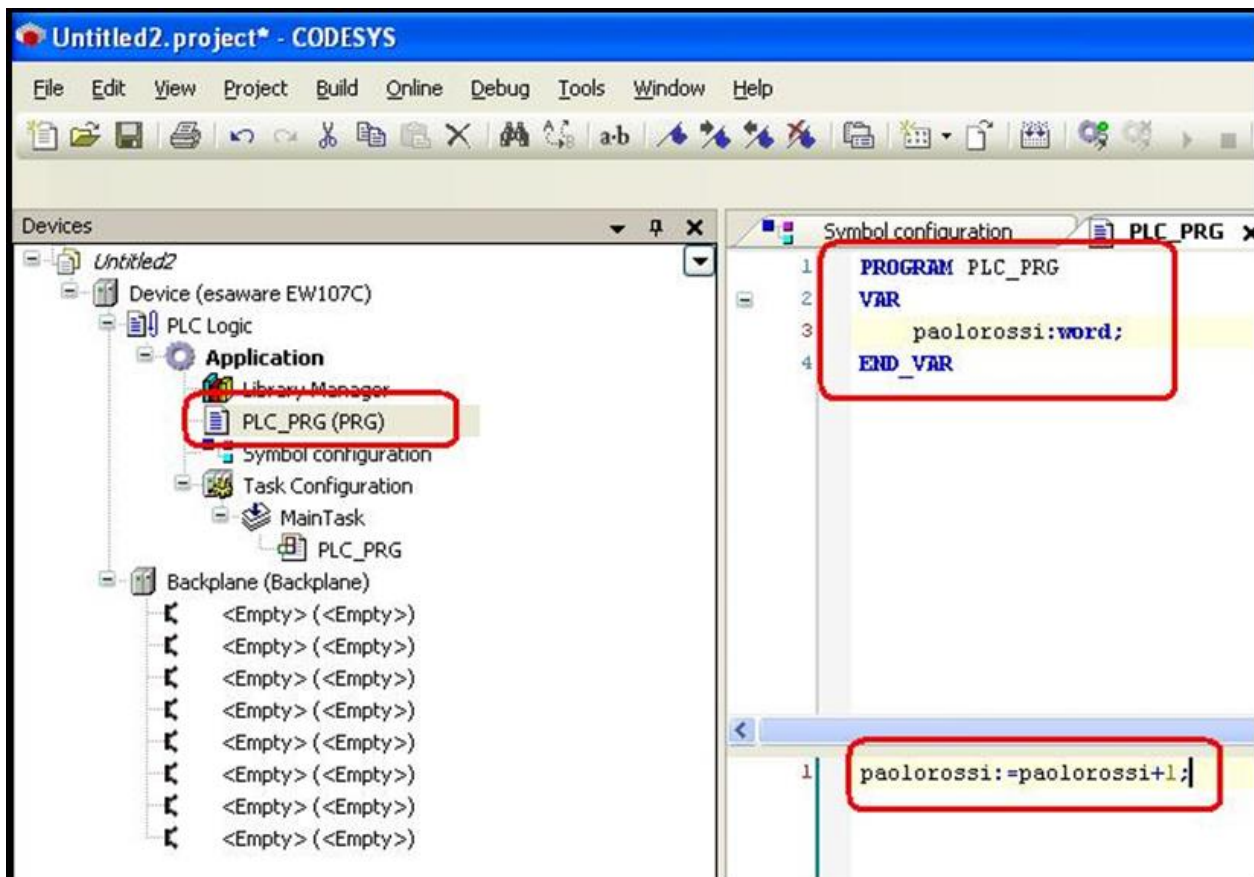 Untitled2.project* - CODESYS
File Edit View Project Build Online Debug Tools Window Help
a·b
Devices
Untitled2
Device (esaware EW107C)
PLC Logic
Application
Library Manager
PLC_PRG (PRG)
Symbol configuration
Task Configuration
MainTask
PLC_PRG
Backplane (Backplane)
<Empty> (<Empty>)
<Empty> (<Empty>)
<Empty> (<Empty>)
<Empty> (<Empty>)
<Empty> (<Empty>)
<Empty> (<Empty>)
<Empty> (<Empty>)
<Empty> (<Empty>)
Symbol configuration PLC_PRG
1 PROGRAM PLC_PRG
2 VAR
3 paolorossi:word;
4 END_VAR
1 paolorossi:=paolorossi+1;